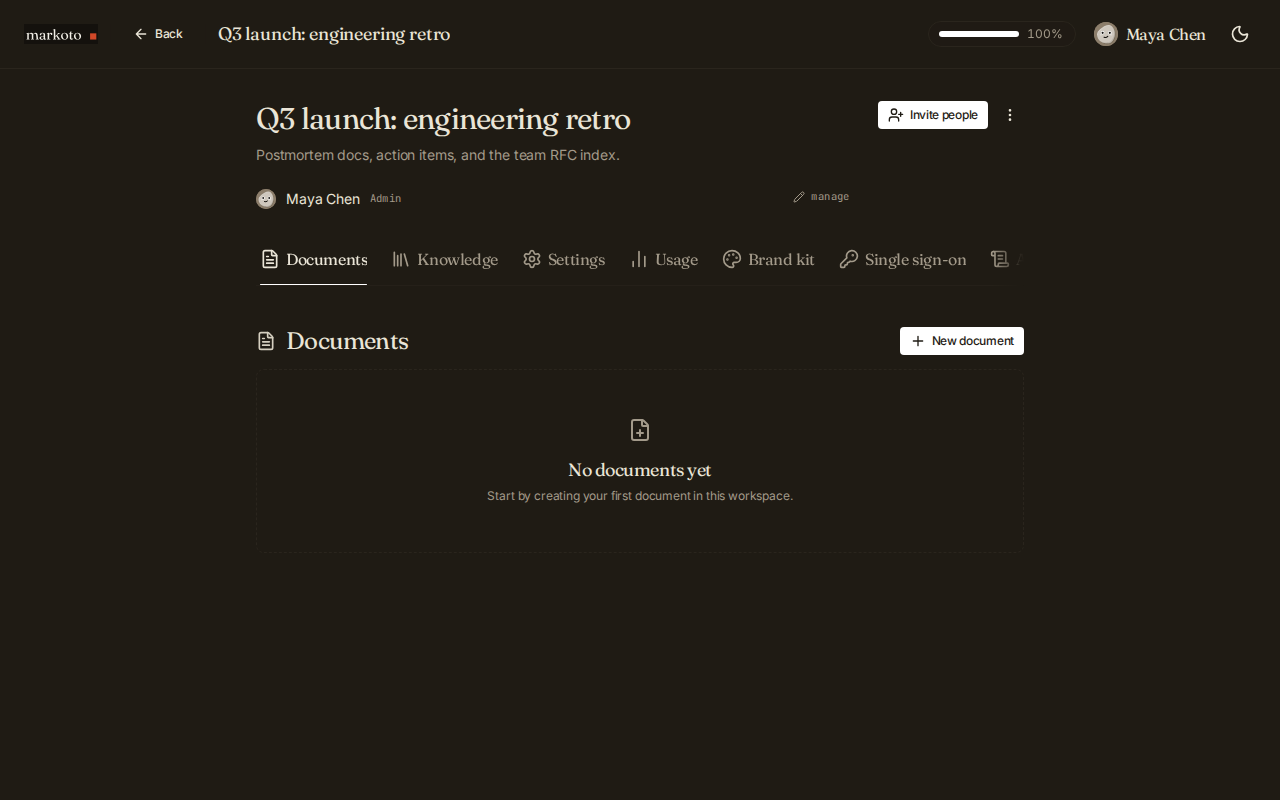 markoto
Back
Q3 launch: engineering retro
100%
Maya Chen
Q3 launch: engineering retro
Invite people
Postmortem docs, action items, and the team RFC index.
Maya Chen Admin
manage
Documents Knowledge Settings Usage Brand kit Single sign-on
Documents
New document
No documents yet
Start by creating your first document in this workspace.